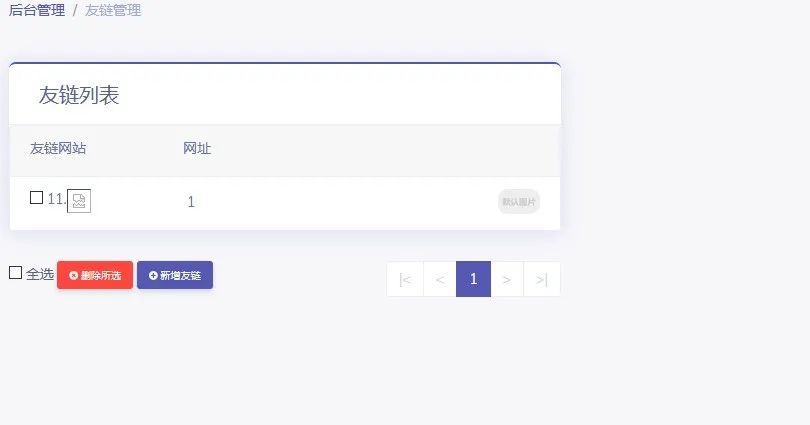 后台管理 / 友链管理
友链列表
友链网站 网址
11. 1 默认图片
全选 删除所选 新增友链 |< < 1 > >|